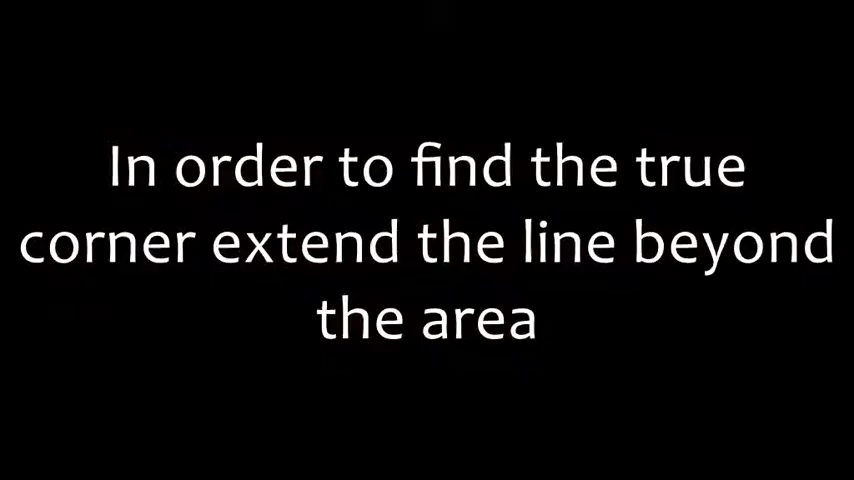 In order to find the true
corner extend the line beyond
the area